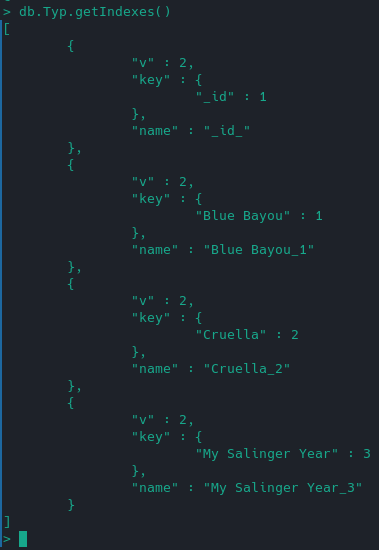 > db.Typ.getIndexes()
[
        {
                "v" : 2,
                "key" : {
                        "_id" : 1
                },
                "name" : "_id_"
        },
        {
                "v" : 2,
                "key" : {
                        "Blue Bayou" : 1
                },
                "name" : "Blue Bayou_1"
        },
        {
                "v" : 2,
                "key" : {
                        "Cruella" : 2
                },
                "name" : "Cruella_2"
        },
        {
                "v" : 2,
                "key" : {
                        "My Salinger Year" : 3
                },
                "name" : "My Salinger Year_3"
        }
]
>